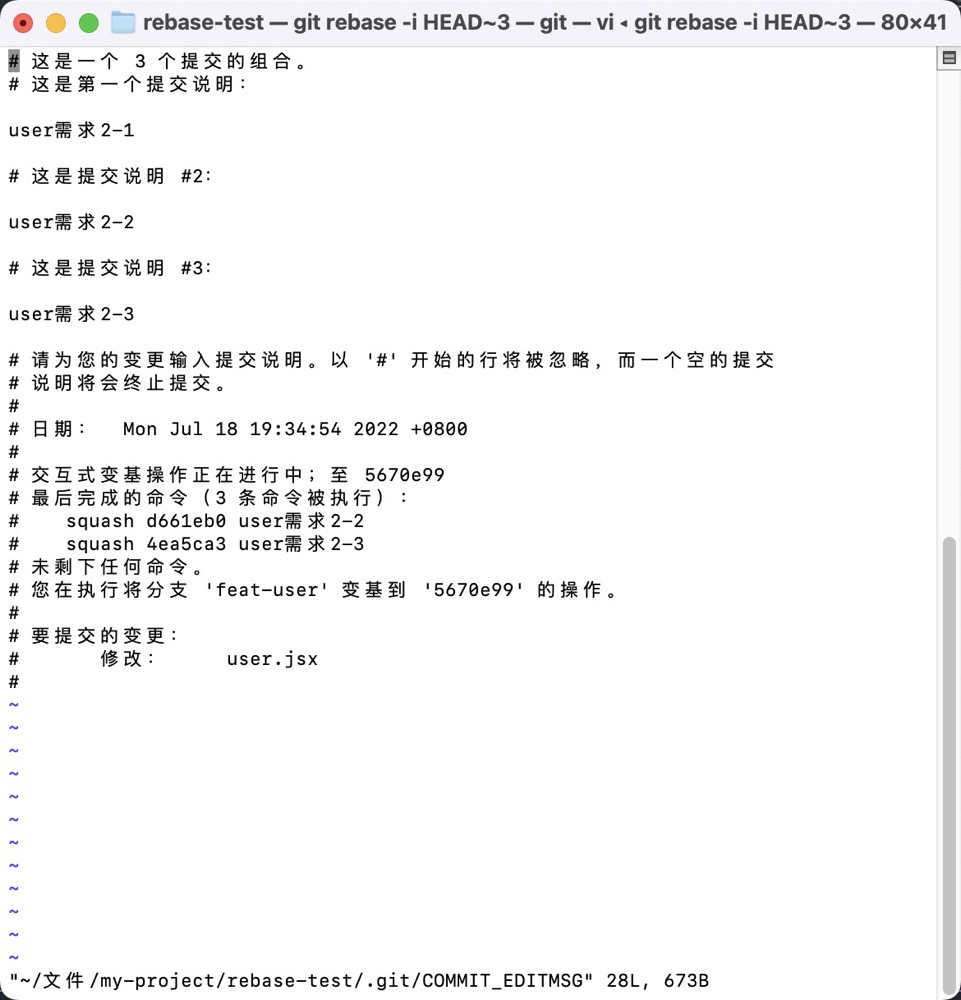 rebase-test — git rebase -i HEAD~3 — git — vi ◂ git rebase -i HEAD~3 — 80×41
# 这是一个 3 个提交的组合。
# 这是第一个提交说明：

user需求2-1

# 这是提交说明 #2：

user需求2-2

# 这是提交说明 #3：

user需求2-3

# 请为您的变更输入提交说明。以 '#' 开始的行将被忽略，而一个空的提交
# 说明将会终止提交。
#
# 日期：  Mon Jul 18 19:34:54 2022 +0800
#
# 交互式变基操作正在进行中；至 5670e99
# 最后完成的命令（3 条命令被执行）：
#    squash d661eb0 user需求2-2
#    squash 4ea5ca3 user需求2-3
# 未剩下任何命令。
# 您在执行将分支 'feat-user' 变基到 '5670e99' 的操作。
#
# 要提交的变更：
#       修改：     user.jsx
#
~
~
~
~
~
~
~
~
~
~
~
~
"~/文件/my-project/rebase-test/.git/COMMIT_EDITMSG" 28L, 673B